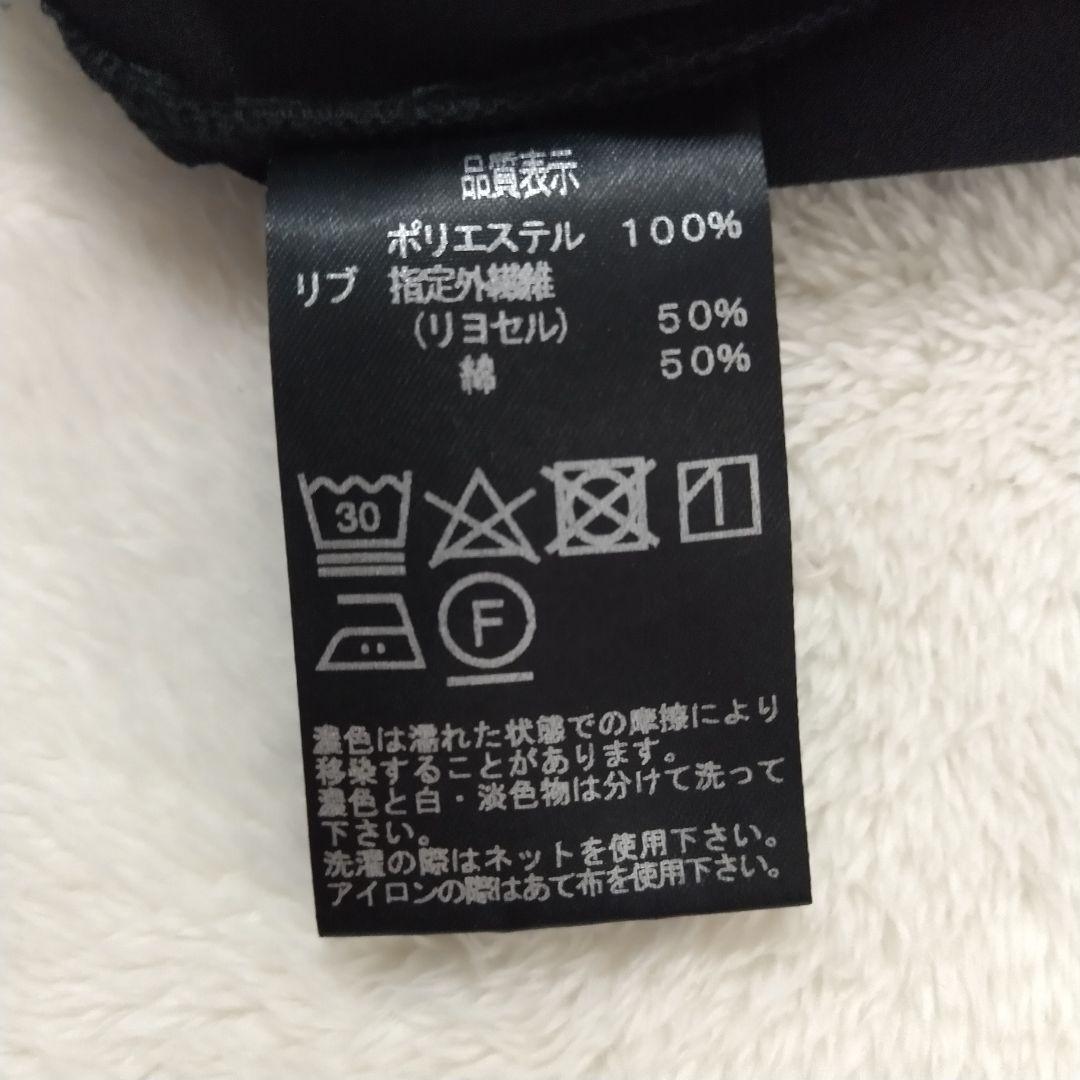 品質表示
ポリエステル 100%
リブ 指定外繊維
(リヨセル) 50%
綿 50%
30
F
濃色は濡れた状態での摩擦により
移染することがあります。
濃色と白・淡色物は分けて洗って
下さい。
洗濯の際はネットを使用下さい。
アイロンの際はあて布を使用下さい。